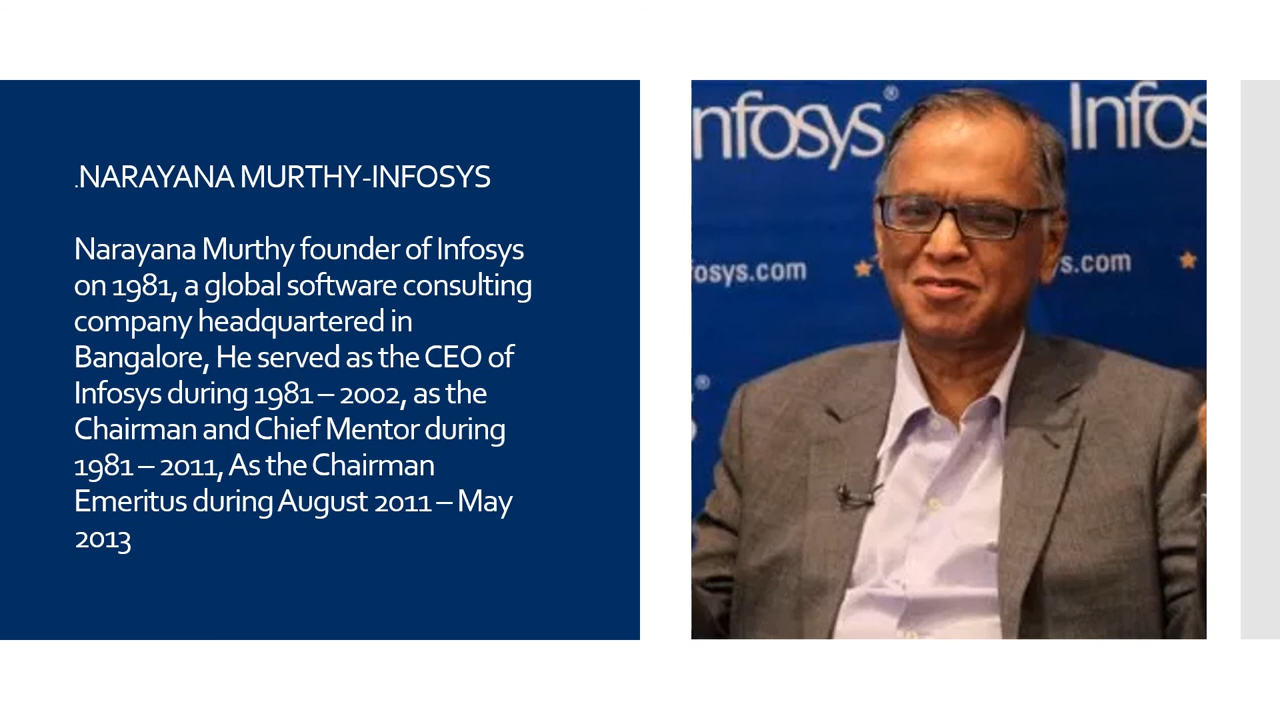 .NARAYANA MURTHY-INFOSYS
Narayana Murthy founder of Infosys
on 1981, a global software consulting
company headquartered in
Bangalore, He served as the CEO of
Infosys during 1981 – 2002, as the
Chairman and Chief Mentor during
1981 – 2011, As the Chairman
Emeritus during August 2011 – May
2013
nfosys® Infos
fosys.com s.com